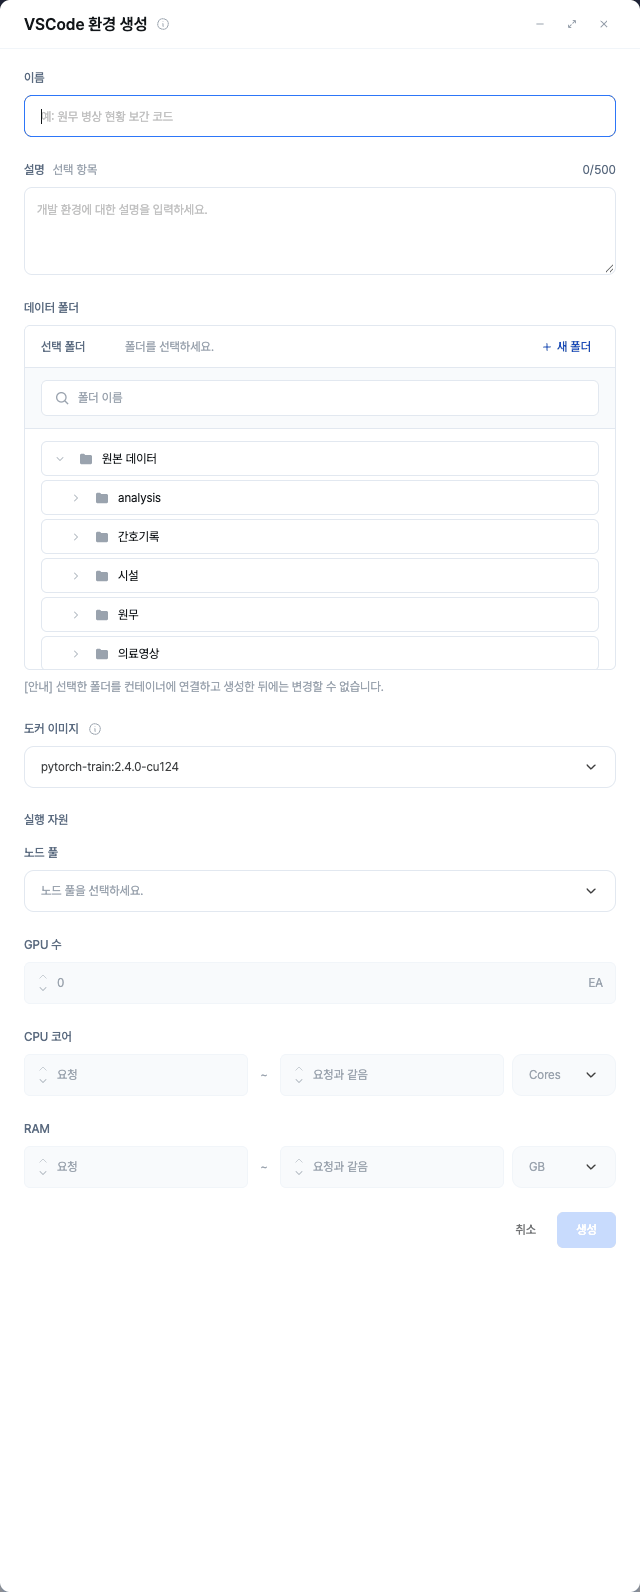 VSCode 환경 생성
이름
예: 원무 병상 현황 보간 코드
설명 선택 항목 0/500
개발 환경에 대한 설명을 입력하세요.
데이터 폴더
선택 폴더 폴더를 선택하세요. + 새 폴더
폴더 이름
원본 데이터
analysis
간호기록
시설
원무
의료영상
[안내] 선택한 폴더를 컨테이너에 연결하고 생성한 뒤에는 변경할 수 없습니다.
도커 이미지
pytorch-train:2.4.0-cu124
실행 자원
노드 풀
노드 풀을 선택하세요.
GPU 수
0 EA
CPU 코어
요청 ~ 요청과 같음 Cores
RAM
요청 ~ 요청과 같음 GB
취소 생성